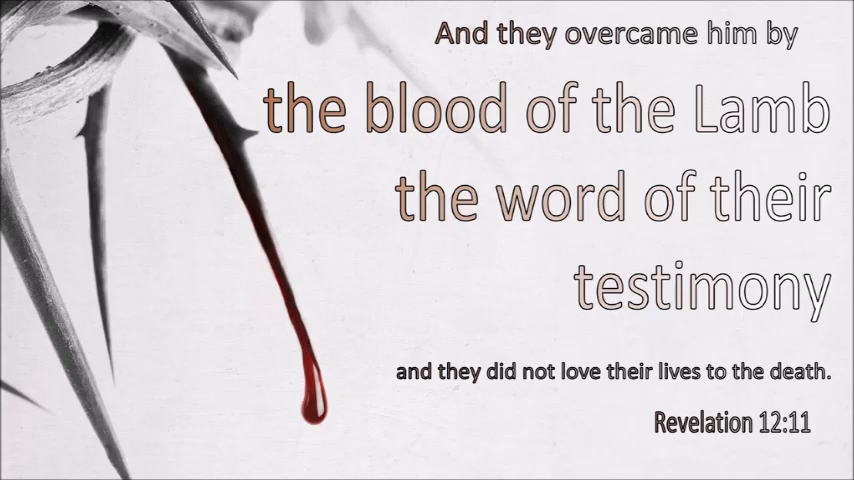 And they overcame him by
the blood of the Lamb
the word of their
testimony
and they did not love their lives to the death.
Revelation 12:11